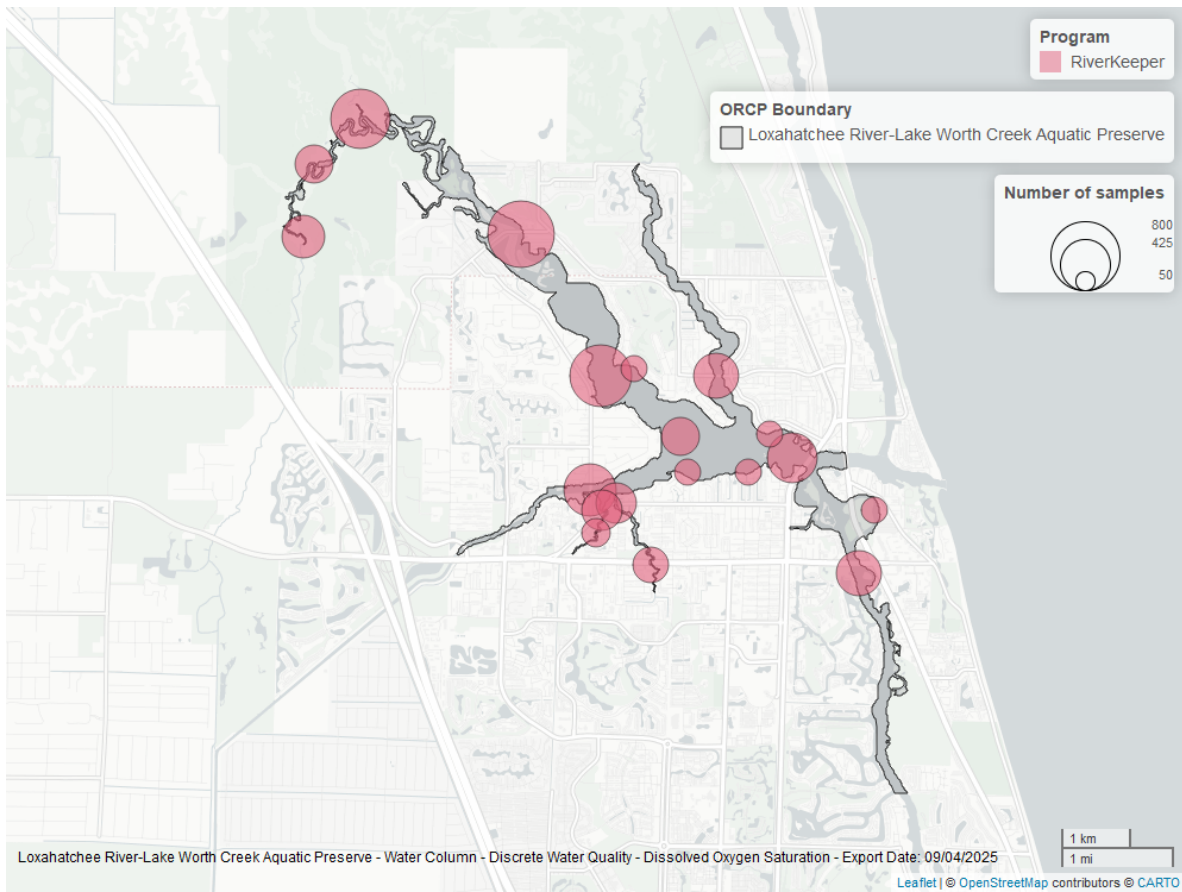 Program
RiverKeeper
ORCP Boundary
Loxahatchee River-Lake Worth Creek Aquatic Preserve
Number of samples
800
425
50
1 km
1 mi
Loxahatchee River-Lake Worth Creek Aquatic Preserve - Water Column - Discrete Water Quality - Dissolved Oxygen Saturation - Export Date: 09/04/2025
Leaflet | © OpenStreetMap contributors © CARTO